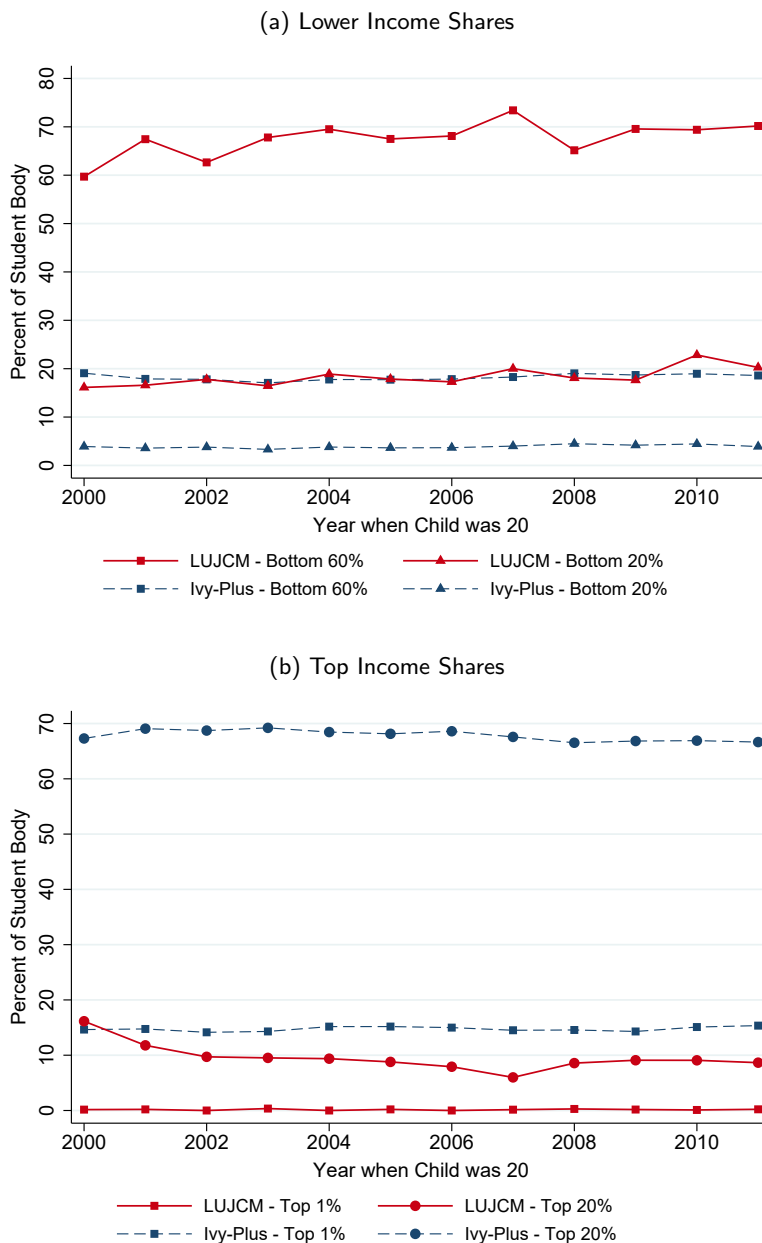 (a) Lower Income Shares
80
70
60
50
40
30
20
10
0
Percent of Student Body
2000 2002 2004 2006 2008 2010
Year when Child was 20
LUJCM - Bottom 60% LUJCM - Bottom 20%
Ivy-Plus - Bottom 60% Ivy-Plus - Bottom 20%
(b) Top Income Shares
70
60
50
40
30
20
10
0
Percent of Student Body
2000 2002 2004 2006 2008 2010
Year when Child was 20
LUJCM - Top 1% LUJCM - Top 20%
Ivy-Plus - Top 1% Ivy-Plus - Top 20%